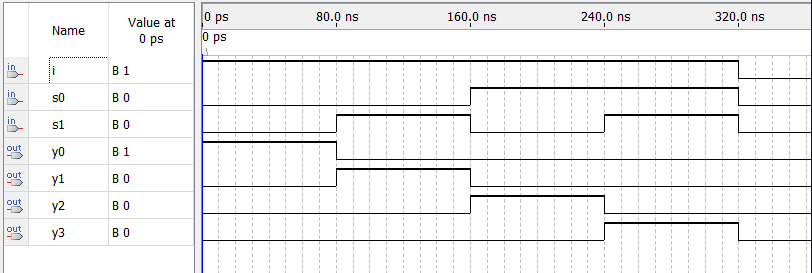 Name Value at 0 ps
0 ps 80.0 ns 160.0 ns 240.0 ns 320.0 ns
0 ps
in i B 1
in s0 B 0
in s1 B 0
out y0 B 1
out y1 B 0
out y2 B 0
out y3 B 0